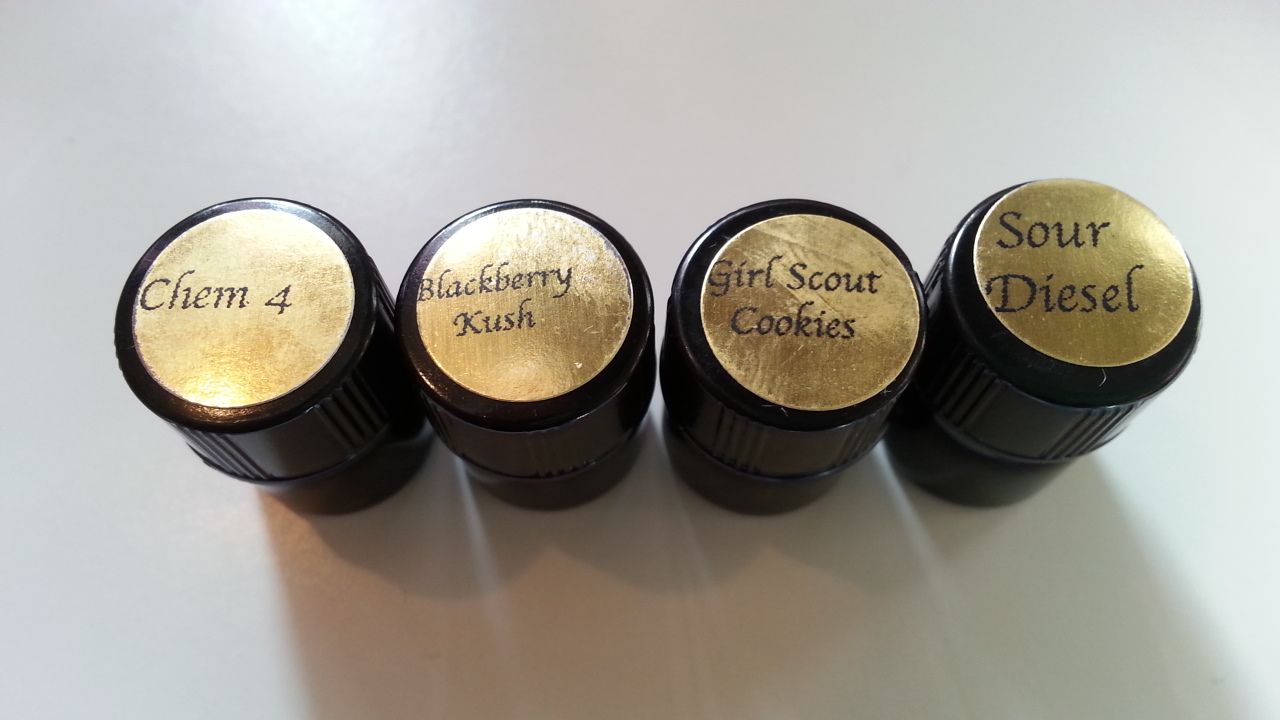 Chem 4
Blackberry
Kush
Girl Scout
Cookies
Sour
Diesel